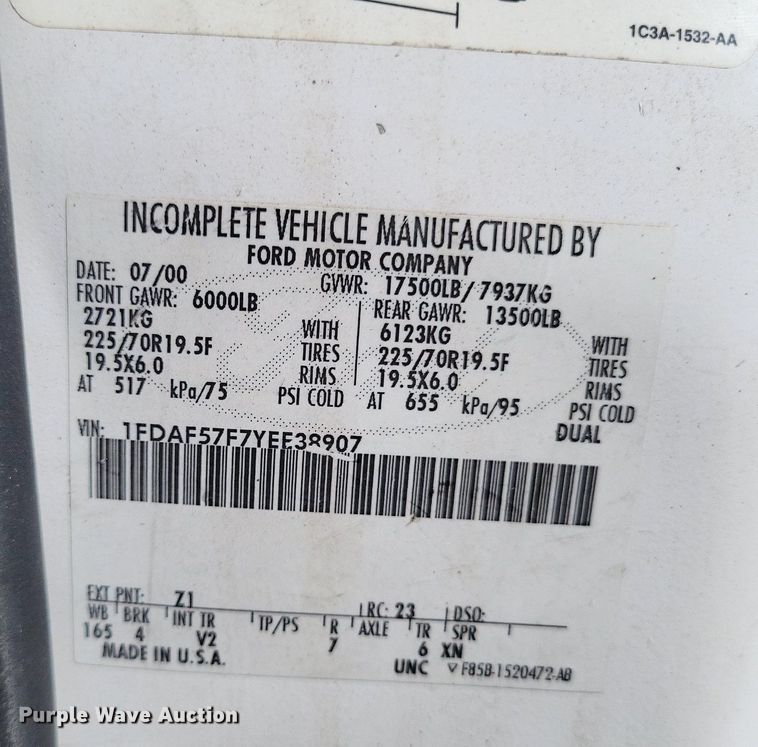 1C3A-1532-AA
INCOMPLETE VEHICLE MANUFACTURED BY
FORD MOTOR COMPANY
DATE: 07/00 GVWR: 17500LB/ 7937KG
FRONT GAWR: 6000LB REAR GAWR: 13500LB
2721KG WITH 6123KG WITH
225/70R19.5F TIRES 225/70R19.5F TIRES
19.5X6.0 RIMS 19.5X6.0 RIMS
AT 517 kPa/75 PSI COLD AT 655 kPa/95 PSI COLD
DUAL
VIN: 1FDAF57F7YEE38907
EXT PNT: Z1 RC: 23 DSO:
WB BRK INT TR TP/PS R AXLE TR SPR
165 4 V2 7 6 XN
MADE IN U.S.A. UNC ▽ F85B-1520472-AB
Purple Wave Auction